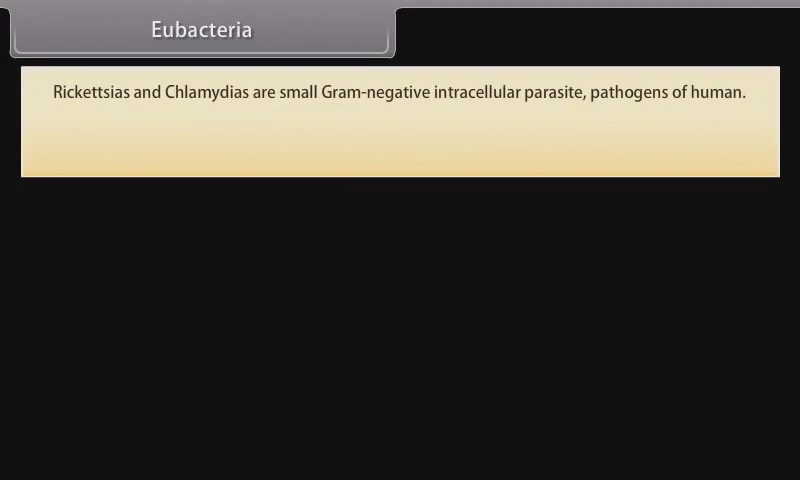 Eubacteria
Rickettsias and Chlamydias are small Gram-negative intracellular parasite, pathogens of human.